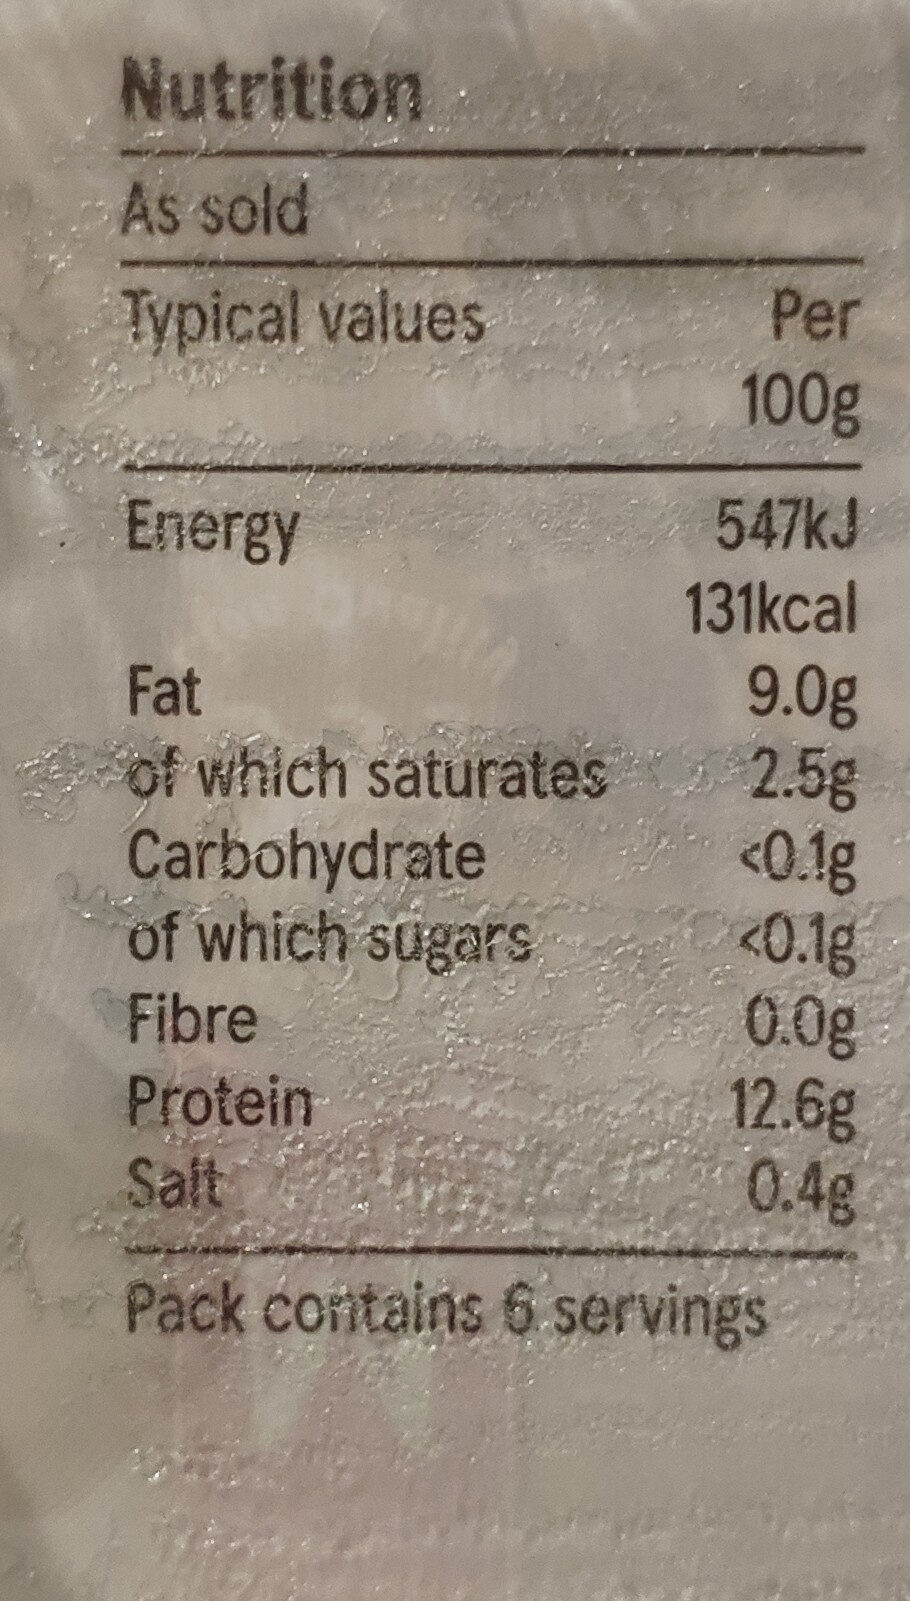 Nutrition
As sold
Typical values Per
100g
Energy 547kJ
131kcal
Fat 9.0g
of which saturates 2.5g
Carbohydrate <0.1g
of which sugars <0.1g
Fibre 0.0g
Protein 12.6g
Salt 0.4g
Pack contains 6 servings